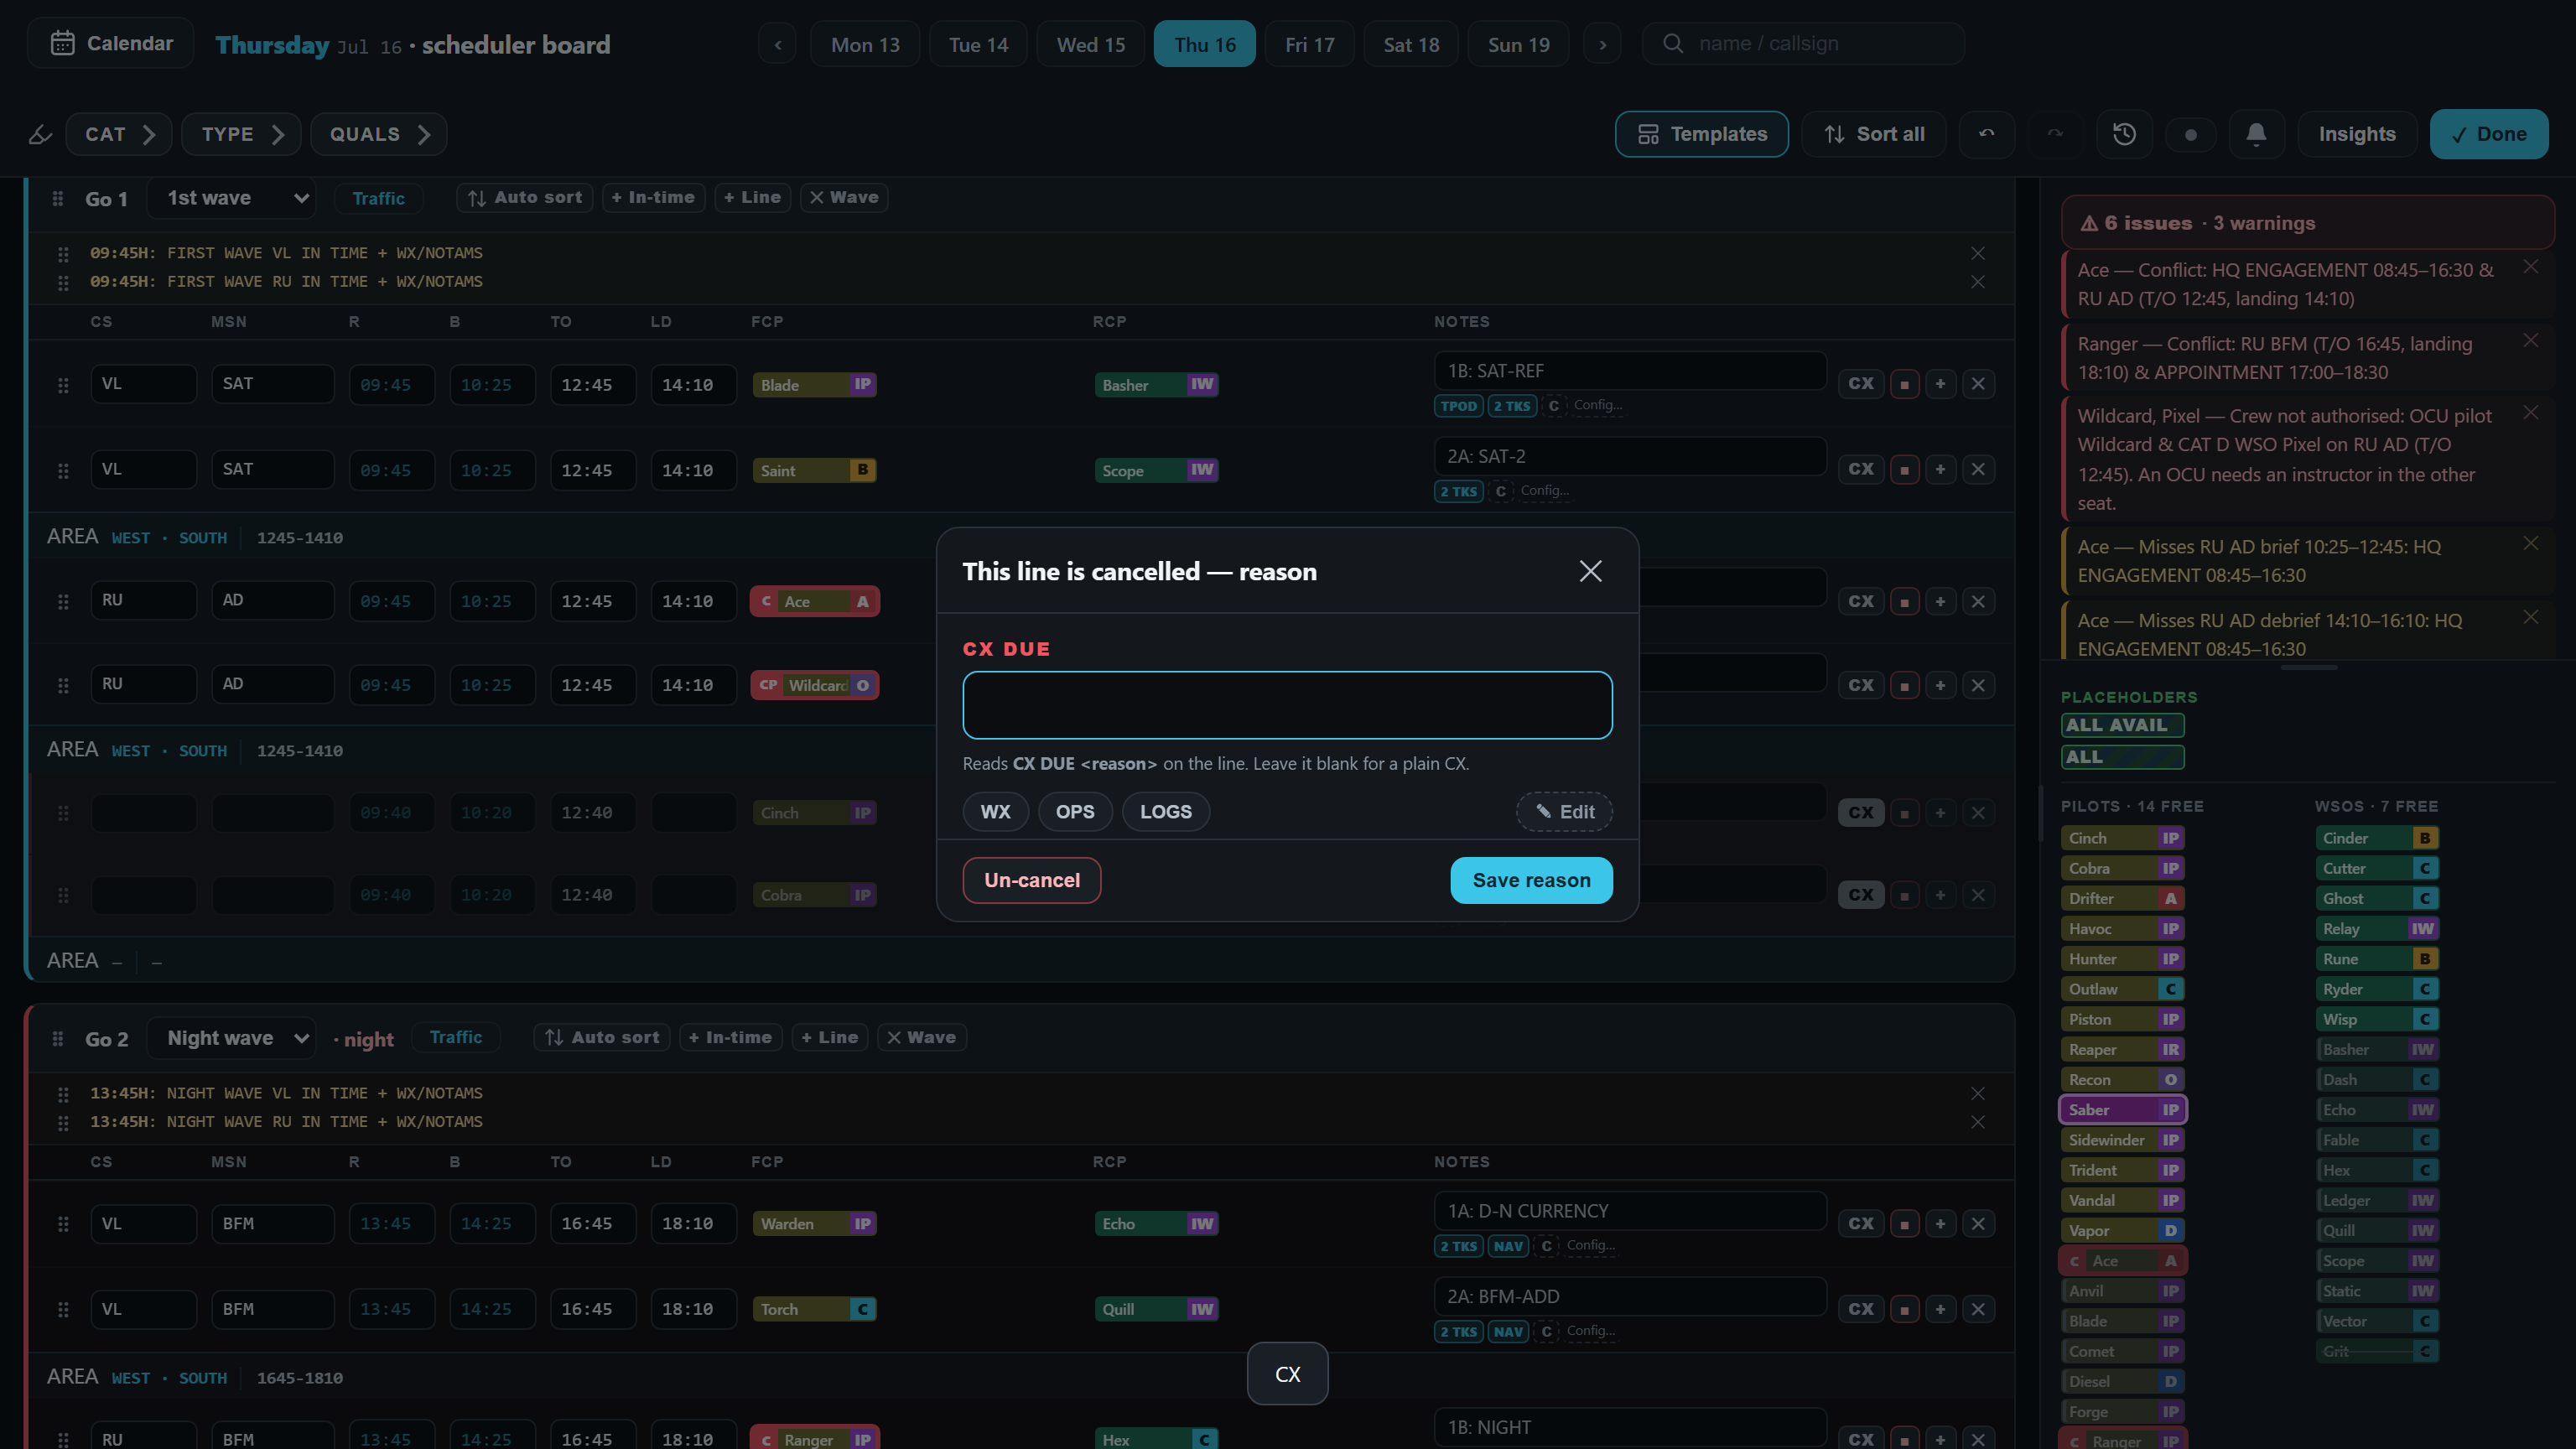 Calendar Thursday Jul 16 · scheduler board ‹ Mon 13 Tue 14 Wed 15 Thu 16 Fri 17 Sat 18 Sun 19 › name / callsign
CAT TYPE QUALS Templates Sort all Insights ✓ Done
Go 1 1st wave Traffic Auto sort + In-time + Line × Wave
09:45H: FIRST WAVE VL IN TIME + WX/NOTAMS
09:45H: FIRST WAVE RU IN TIME + WX/NOTAMS
CS MSN R B TO LD FCP RCP NOTES
VL SAT 09:45 10:25 12:45 14:10 Blade IP Basher IW 1B: SAT-REF CX + ×
TPOD 2 TKS C Config...
VL SAT 09:45 10:25 12:45 14:10 Saint B Scope IW 2A: SAT-2 CX + ×
2 TKS C Config...
AREA WEST · SOUTH 1245-1410
RU AD 09:45 10:25 12:45 14:10 C Ace A CX + ×
RU AD 09:45 10:25 12:45 14:10 CP Wildcard O CX + ×
AREA WEST · SOUTH 1245-1410
09:40 10:20 12:40 Cinch IP CX + ×
09:40 10:20 12:40 Cobra IP CX + ×
AREA – –
This line is cancelled — reason
CX DUE
Reads CX DUE <reason> on the line. Leave it blank for a plain CX.
WX OPS LOGS Edit
Un-cancel Save reason
Go 2 Night wave · night Traffic Auto sort + In-time + Line × Wave
13:45H: NIGHT WAVE VL IN TIME + WX/NOTAMS
13:45H: NIGHT WAVE RU IN TIME + WX/NOTAMS
CS MSN R B TO LD FCP RCP NOTES
VL BFM 13:45 14:25 16:45 18:10 Warden IP Echo IW 1A: D-N CURRENCY CX + ×
2 TKS NAV C Config...
VL BFM 13:45 14:25 16:45 18:10 Torch C Quill IW 2A: BFM-ADD CX + ×
2 TKS NAV C Config...
AREA WEST · SOUTH 1645-1810
CX
RU BFM 13:45 14:25 16:45 18:10 C Ranger IP Hex C 1B: NIGHT CX + ×
⚠ 6 issues · 3 warnings
Ace — Conflict: HQ ENGAGEMENT 08:45–16:30 &
RU AD (T/O 12:45, landing 14:10)
Ranger — Conflict: RU BFM (T/O 16:45, landing
18:10) & APPOINTMENT 17:00–18:30
Wildcard, Pixel — Crew not authorised: OCU pilot
Wildcard & CAT D WSO Pixel on RU AD (T/O
12:45). An OCU needs an instructor in the other
seat.
Ace — Misses RU AD brief 10:25–12:45: HQ
ENGAGEMENT 08:45–16:30
Ace — Misses RU AD debrief 14:10–16:10: HQ
ENGAGEMENT 08:45–16:30
PLACEHOLDERS
ALL AVAIL
ALL
PILOTS · 14 FREE
Cinch IP
Cobra IP
Drifter A
Havoc IP
Hunter IP
Outlaw C
Piston IP
Reaper IR
Recon O
Saber IP
Sidewinder IP
Trident IP
Vandal IP
Vapor D
C Ace A
Anvil IP
Blade IP
Comet IP
Diesel D
Forge IP
C Ranger IP
WSOS · 7 FREE
Cinder B
Cutter C
Ghost C
Relay IW
Rune B
Ryder C
Wisp C
Basher IW
Dash C
Echo IW
Fable C
Hex C
Ledger IW
Quill IW
Scope IW
Static IW
Vector C
Grit C